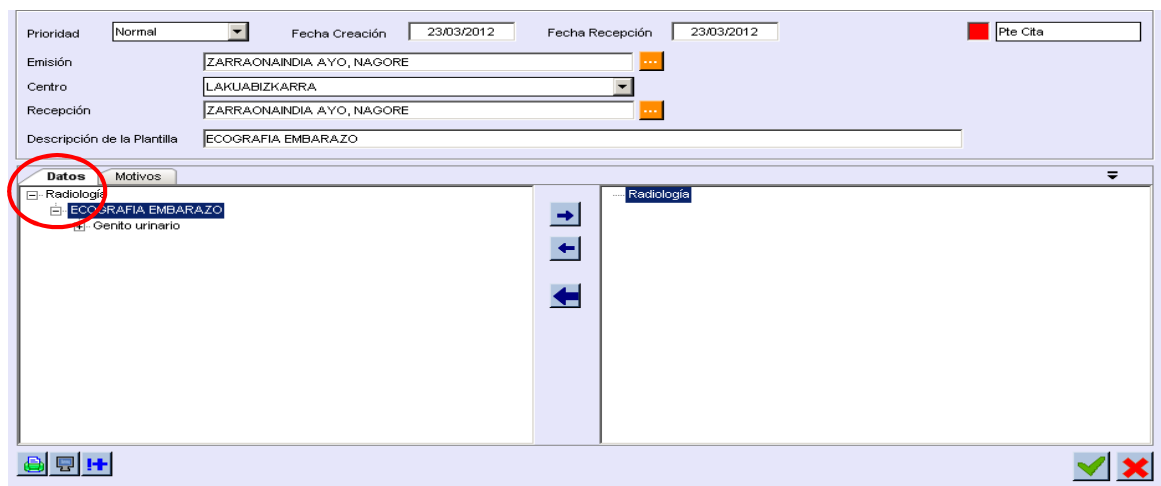 Prioridad Normal Fecha Creación 23/03/2012 Fecha Recepción 23/03/2012 Pte Cita
Emisión ZARRAONAINDIA AYO, NAGORE ...
Centro LAKUABIZKARRA
Recepción ZARRAONAINDIA AYO, NAGORE ...
Descripción de la Plantilla ECOGRAFIA EMBARAZO
Datos Motivos
Radiología Radiología
ECOGRAFIA EMBARAZO
Genito urinario